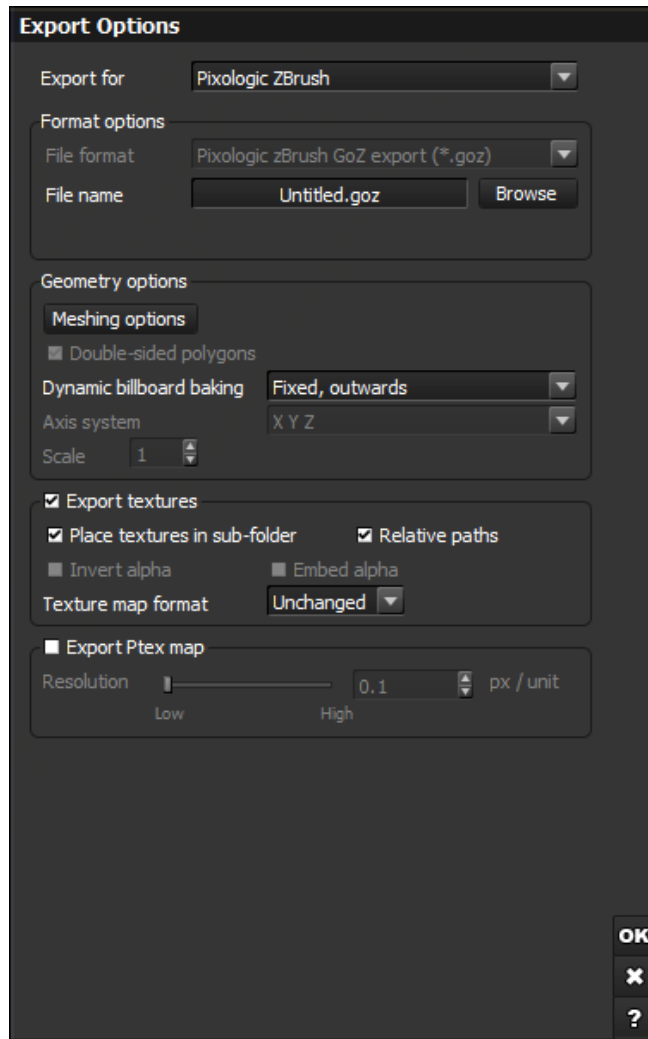 Export Options
Export for Pixologic ZBrush
Format options
File format Pixologic zBrush GoZ export (*.goz)
File name Untitled.goz Browse
Geometry options
Meshing options
Double-sided polygons
Dynamic billboard baking Fixed, outwards
Axis system X Y Z
Scale 1
Export textures
Place textures in sub-folder Relative paths
Invert alpha Embed alpha
Texture map format Unchanged
Export Ptex map
Resolution 0.1 px / unit
Low High
OK
?